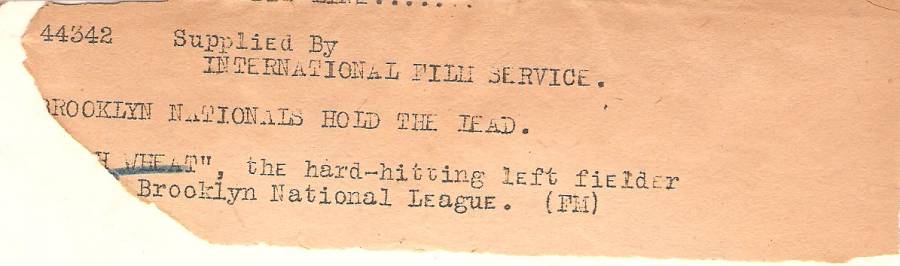 44342 Supplied By
INTERNATIONAL FILM SERVICE.
BROOKLYN NATIONALS HOLD THE LEAD.
H WHEAT", the hard-hitting left fielder
Brooklyn National League. (FM)